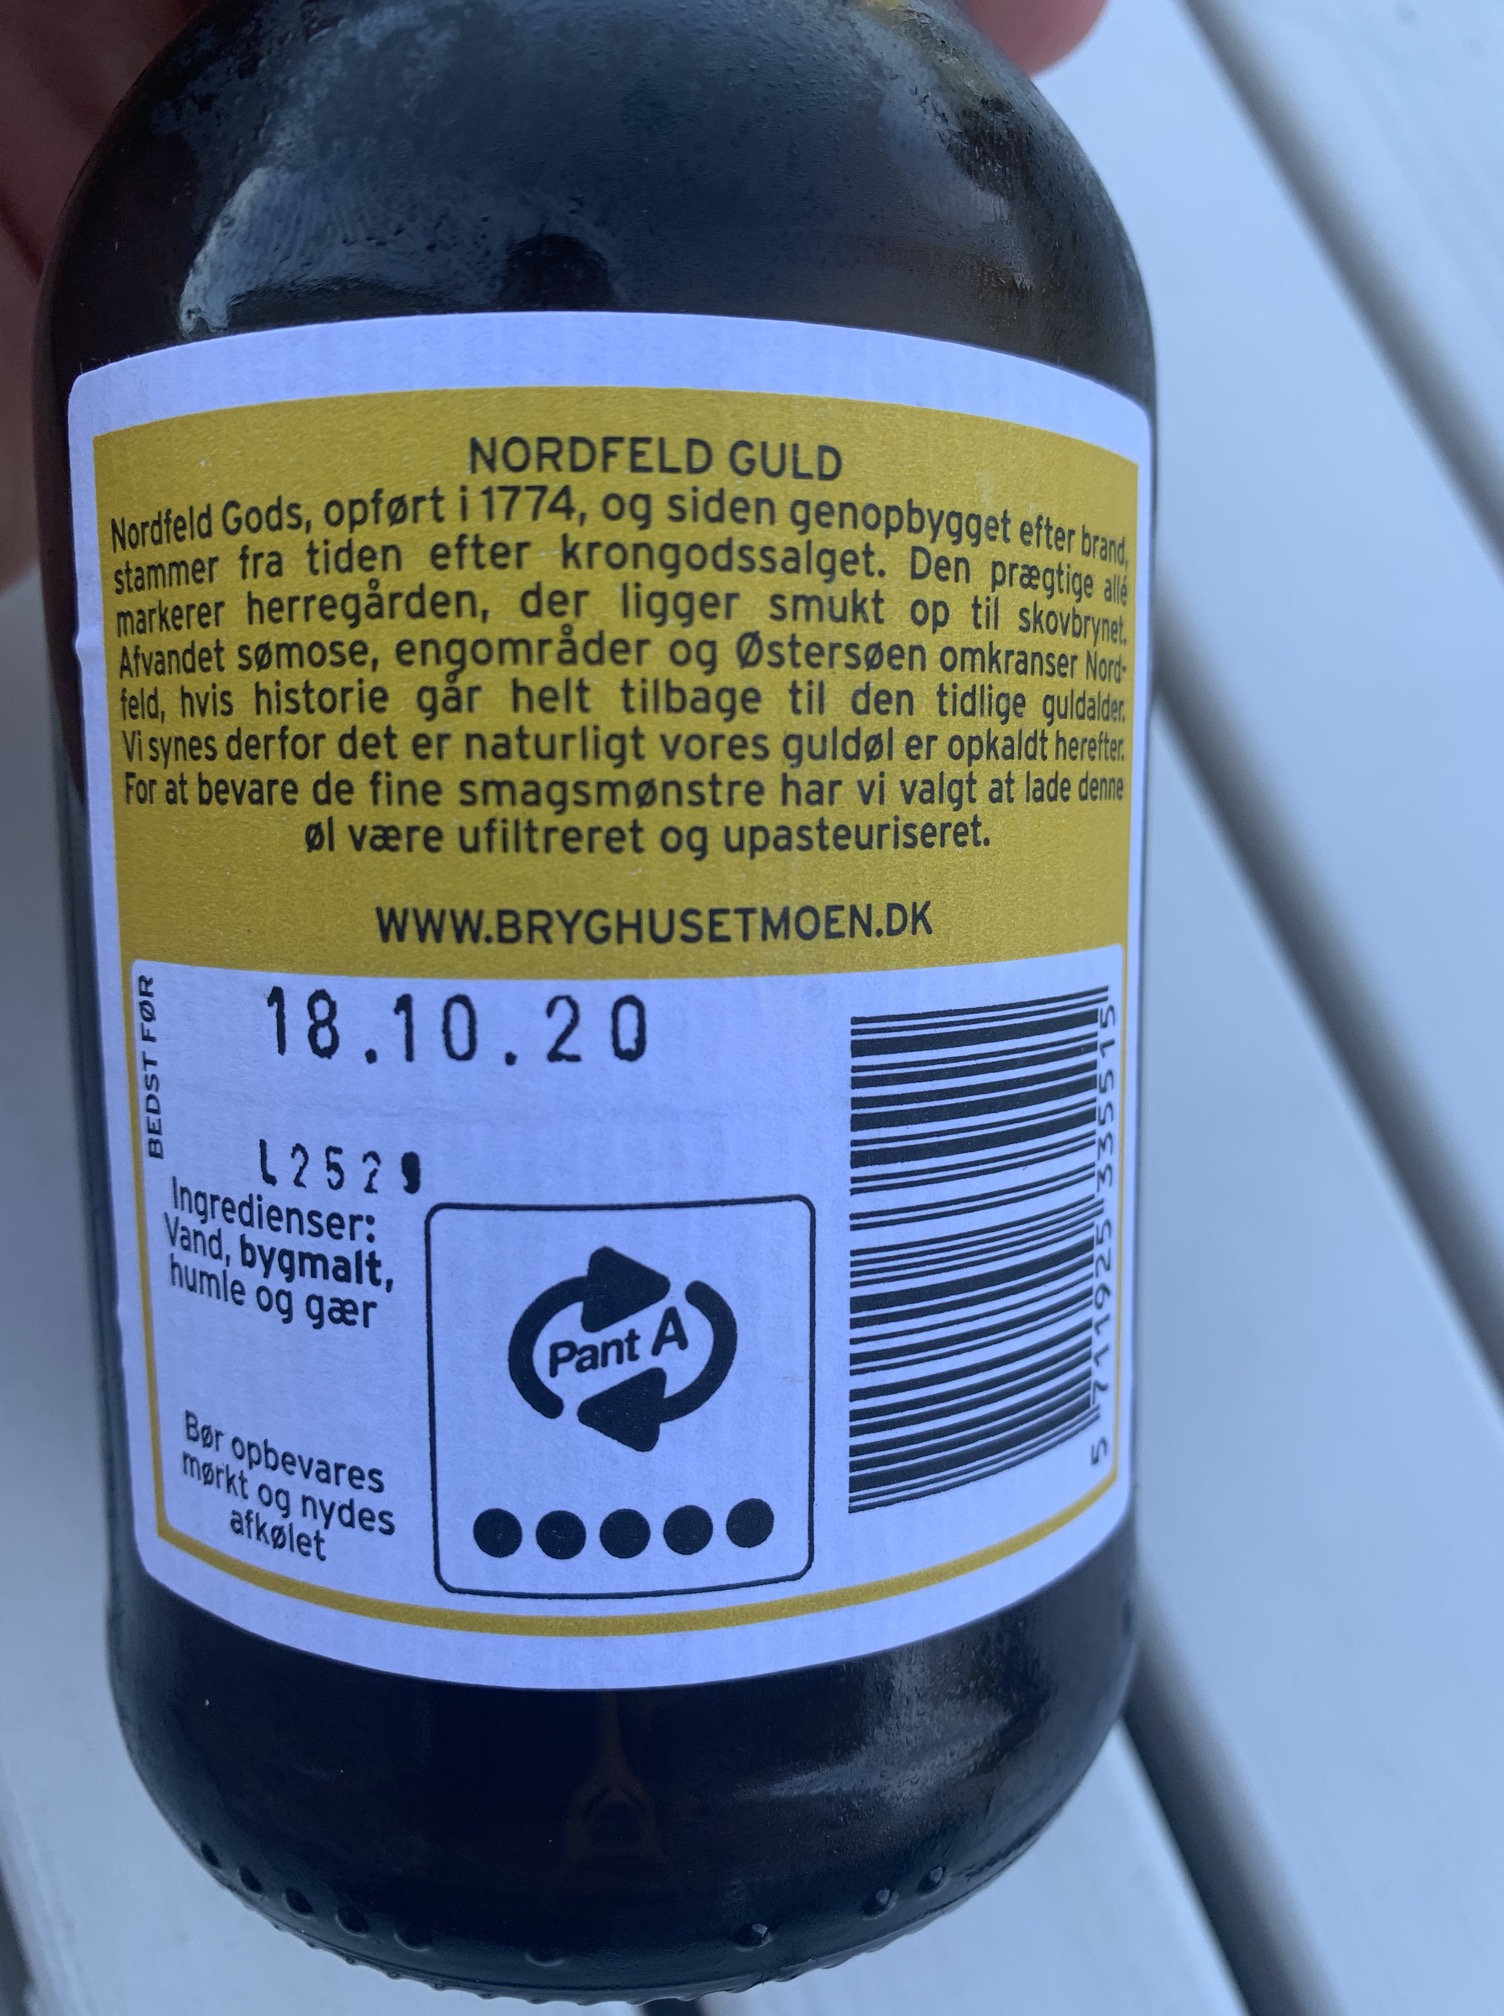 NORDFELD GULD
Nordfeld Gods, opført i 1774, og siden genopbygget efter brand,
stammer fra tiden efter krongodssalget. Den prægtige allé
markerer herregården, der ligger smukt op til skovbrynet.
Afvandet sømose, engområder og Østersøen omkranser Nord-
feld, hvis historie går helt tilbage til den tidlige guldalder.
Vi synes derfor det er naturligt vores guldøl er opkaldt herefter.
For at bevare de fine smagsmønstre har vi valgt at lade denne
øl være ufiltreret og upasteuriseret.
WWW.BRYGHUSETMOEN.DK
BEDST FØR
18.10.20
L2529
Ingredienser:
Vand, bygmalt,
humle og gær
Bør opbevares
mørkt og nydes
afkølet
Pant A
5 711925 335515